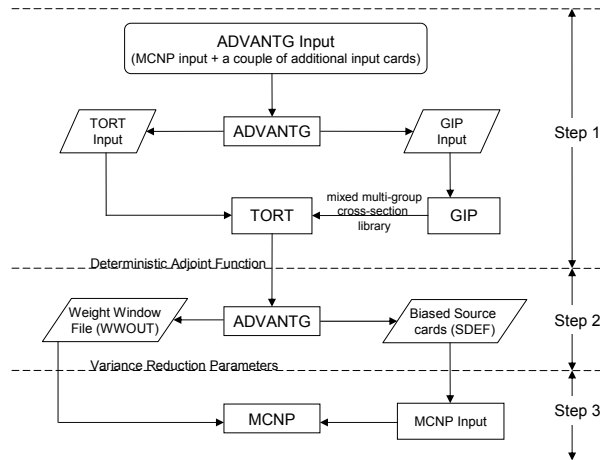 ADVANTG Input
(MCNP input + a couple of additional input cards)
TORT
Input
ADVANTG
GIP
Input
Step 1
TORT
mixed multi-group
cross-section
library
GIP
Deterministic Adjoint Function
Weight Window
File (WWOUT)
ADVANTG
Biased Source
cards (SDEF)
Step 2
Variance Reduction Parameters
MCNP
MCNP Input
Step 3